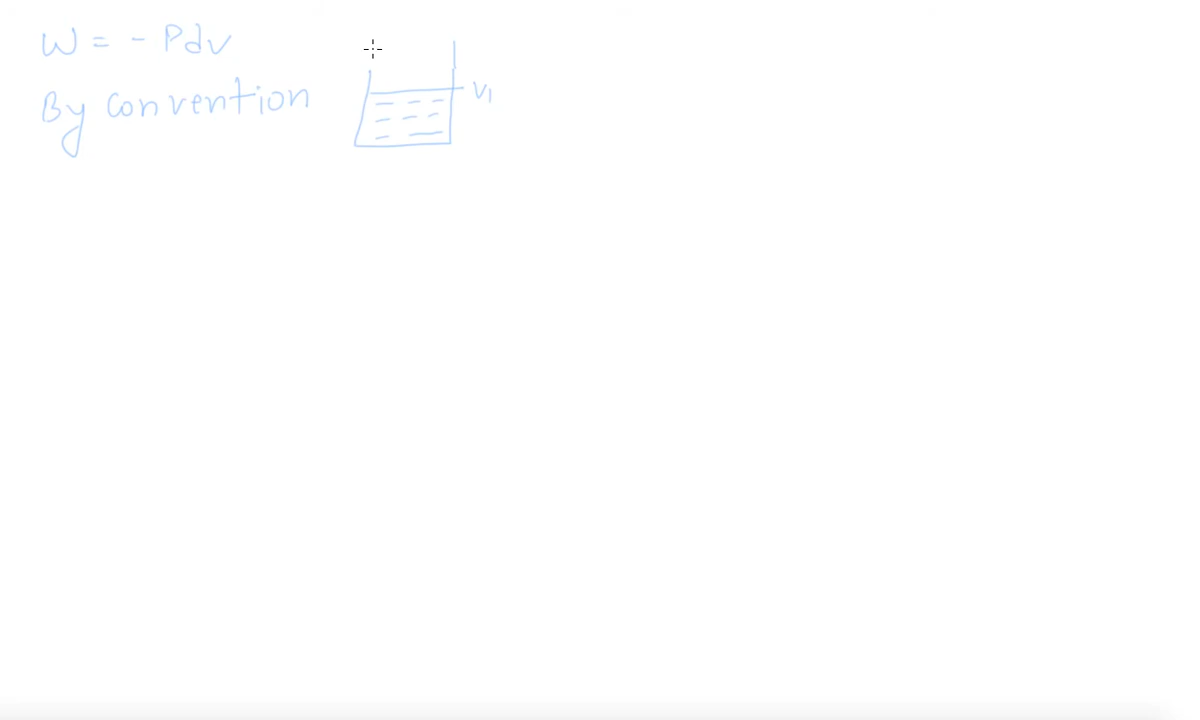 W = - Pdv
By convention
V1